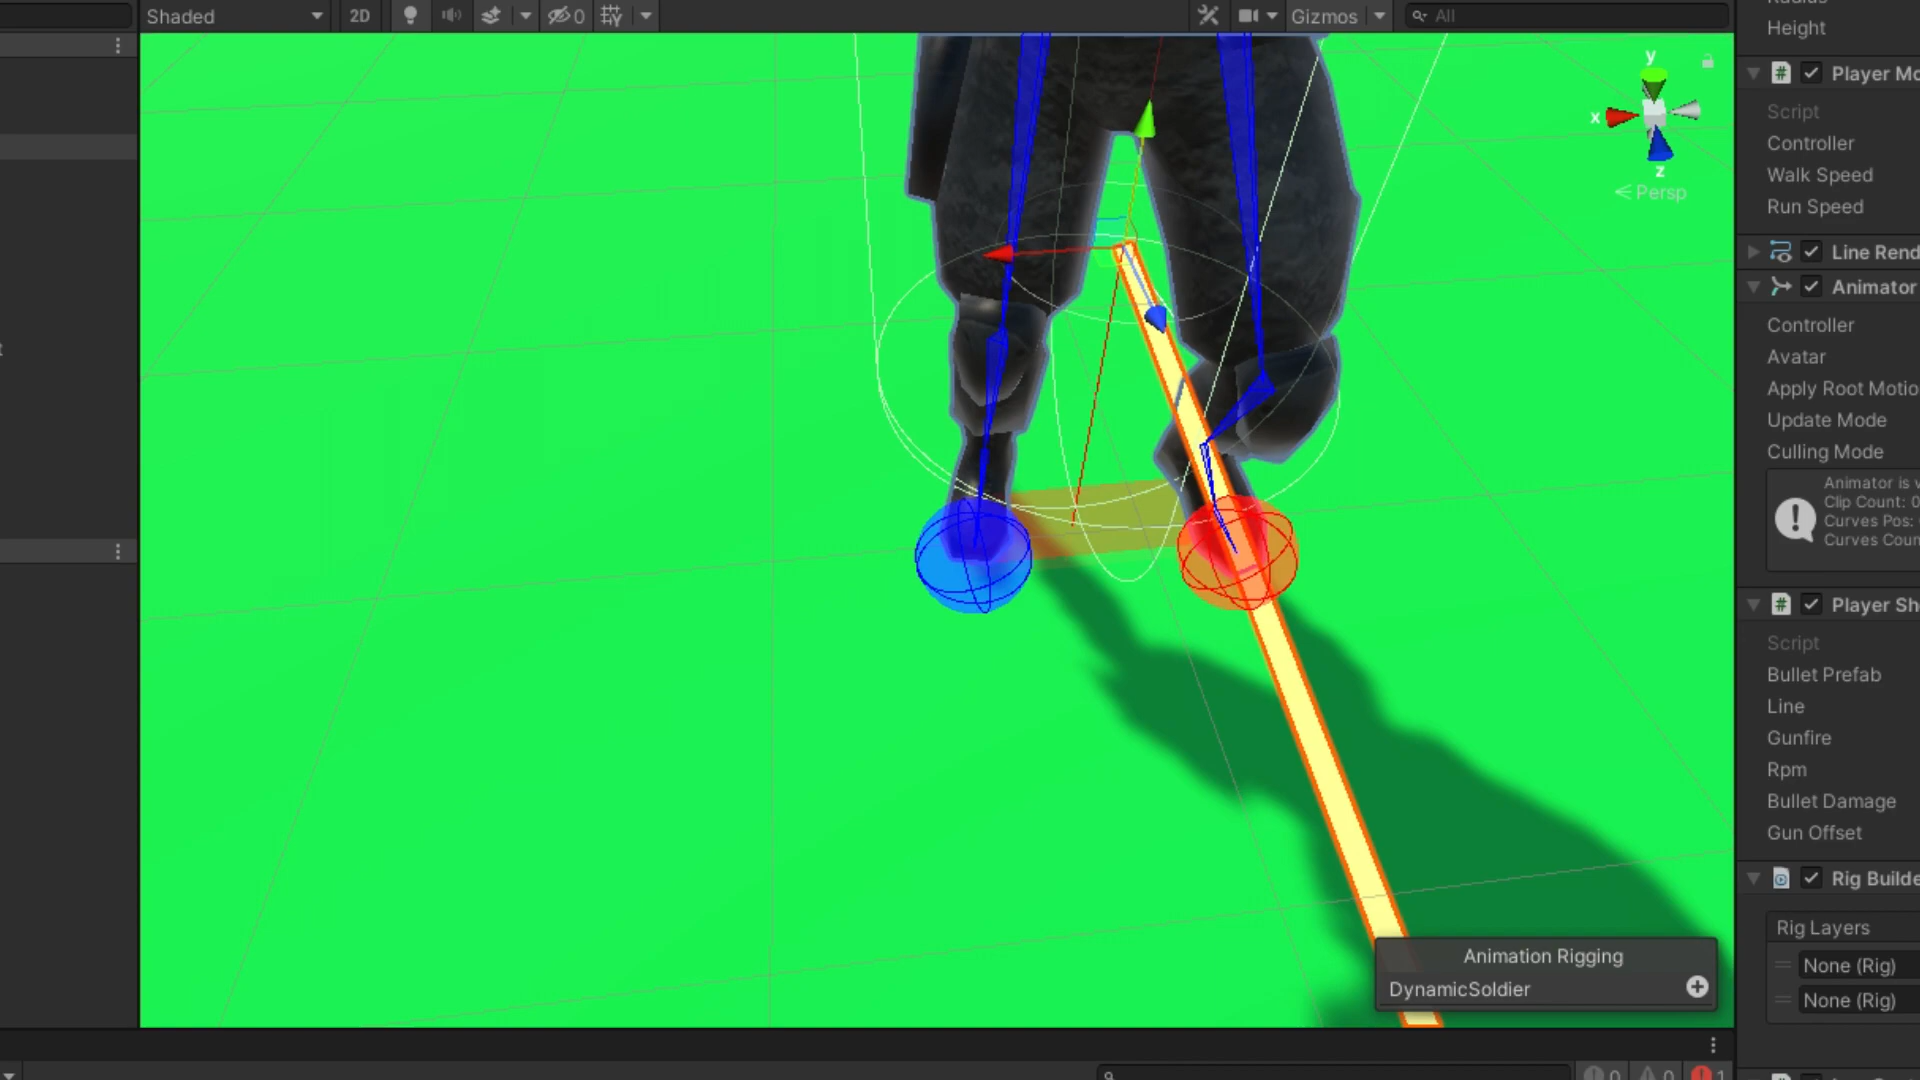 Shaded
2D
0
Gizmos
All
y
x
z
Persp
Height
Player Mo
Script
Controller
Walk Speed
Run Speed
Line Rend
Animator
Controller
Avatar
Apply Root Motio
Update Mode
Culling Mode
Animator is v
Clip Count: 0
Curves Pos:
Curves Coun
Player Sh
Script
Bullet Prefab
Line
Gunfire
Rpm
Bullet Damage
Gun Offset
Rig Builde
Rig Layers
None (Rig)
None (Rig)
Animation Rigging
DynamicSoldier
0
0
1